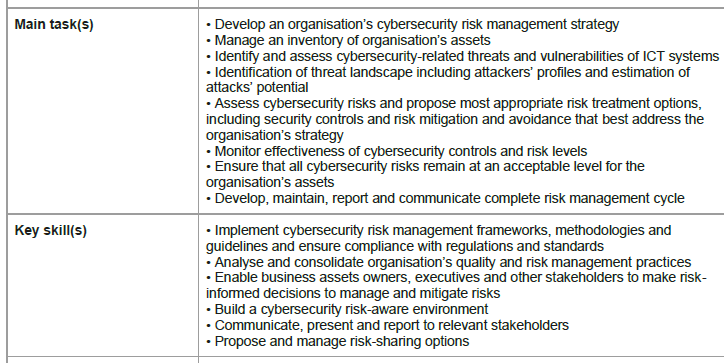 Main task(s)
• Develop an organisation's cybersecurity risk management strategy
• Manage an inventory of organisation's assets
• Identify and assess cybersecurity-related threats and vulnerabilities of ICT systems
• Identification of threat landscape including attackers' profiles and estimation of
attacks' potential
• Assess cybersecurity risks and propose most appropriate risk treatment options,
including security controls and risk mitigation and avoidance that best address the
organisation's strategy
• Monitor effectiveness of cybersecurity controls and risk levels
• Ensure that all cybersecurity risks remain at an acceptable level for the
organisation's assets
• Develop, maintain, report and communicate complete risk management cycle
Key skill(s)
• Implement cybersecurity risk management frameworks, methodologies and
guidelines and ensure compliance with regulations and standards
• Analyse and consolidate organisation's quality and risk management practices
• Enable business assets owners, executives and other stakeholders to make risk-
informed decisions to manage and mitigate risks
• Build a cybersecurity risk-aware environment
• Communicate, present and report to relevant stakeholders
• Propose and manage risk-sharing options